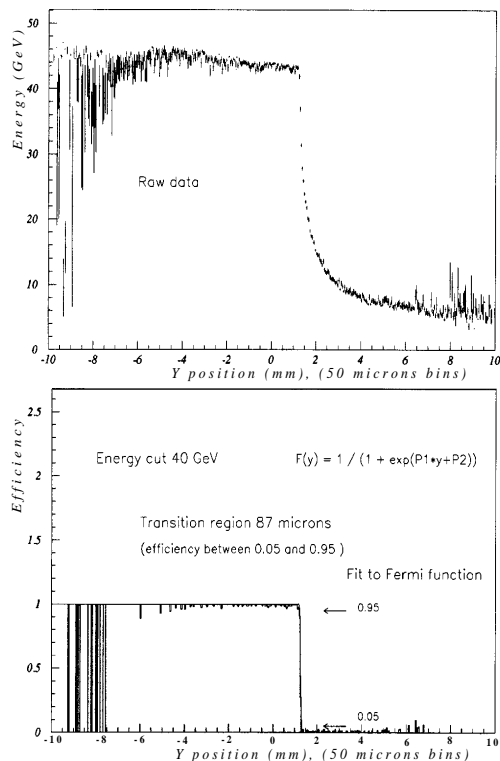 50
40
30
20
10
0
Energy (GeV)
Raw data
-10 -8 -6 -4 -2 0 2 4 6 8 10
Y position (mm), (50 microns bins)
2.5
2
1.5
1
0.5
0
Efficiency
Energy cut 40 GeV
F(y) = 1 / (1 + exp(P1*y+P2))
Transition region 87 microns
(efficiency between 0.05 and 0.95 )
Fit to Fermi function
0.95
0.05
-10 -8 -6 -4 -2 0 2 4 6 8 10
Y position (mm), (50 microns bins)